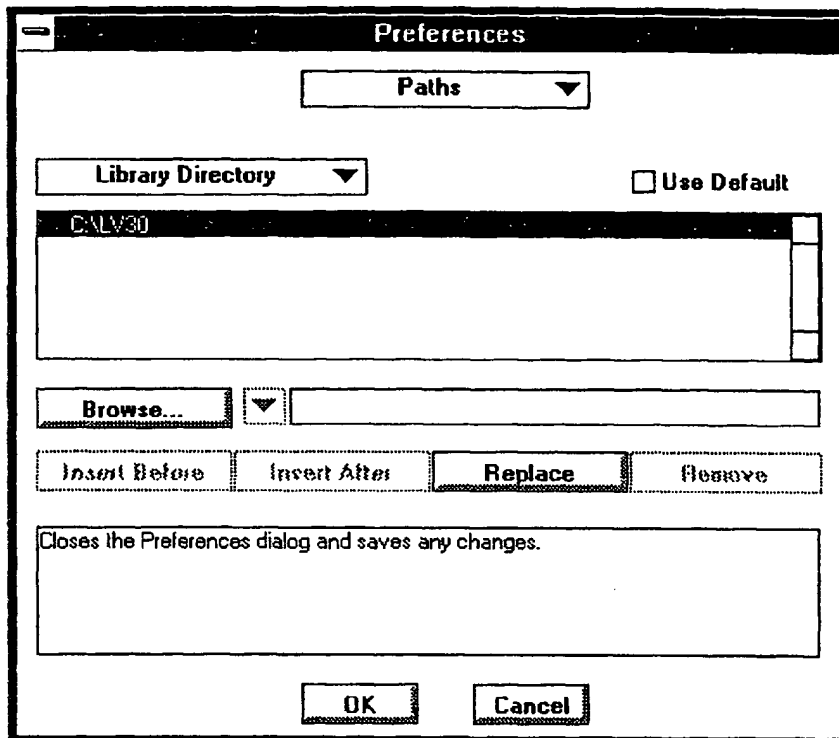 Preferences
Paths
Library Directory
Use Default
C:\LV30
Browse...
Insert Before Insert After Replace Remove
Closes the Preferences dialog and saves any changes.
OK Cancel